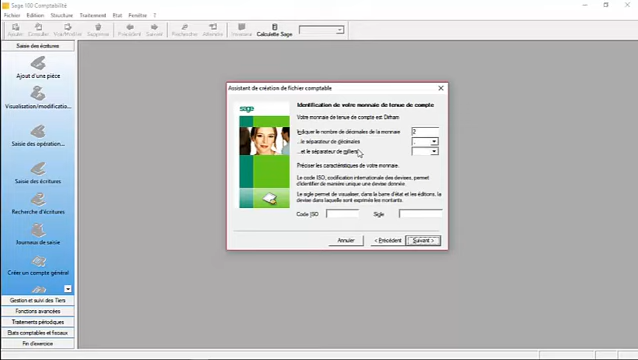 Sage 100 Comptabilité
Fichier Edition Structure Traitement Etat Fenêtre ?
Ajouter Consulter Voir/Modifier Supprimer Précédent Suivant Rechercher Atteindre Inverseur Calculette Sage
Saisie des écritures
Ajout d'une pièce
Visualisation/modificatio...
Saisie des opération...
Saisie des écritures
Recherche d'écritures
Journaux de saisie
Créer un compte général
Gestion et suivi des Tiers
Fonctions avancées
Traitements périodiques
Etats comptables et fiscaux
Fin d'exercice
Assistant de création de fichier comptable
sage
Identification de votre monnaie de tenue de compte
Votre monnaie de tenue de compte est Dirham
Indiquer le nombre de décimales de la monnaie 2
...le séparateur de décimales
...et le séparateur de milliers
Préciser les caractéristiques de votre monnaie.
Le code ISO, codification internationale des devises, permet
d'identifier de manière unique une devise donnée.
Le sigle permet de visualiser, dans la barre d'état et les éditions, la
devise dans laquelle sont exprimés les montants.
Code ISO Sigle
Annuler < Précédent Suivant >